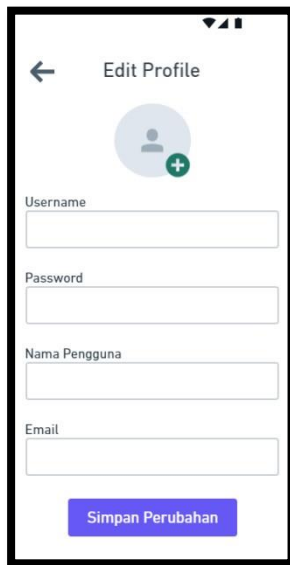 Edit Profile
Username
Password
Nama Pengguna
Email
Simpan Perubahan